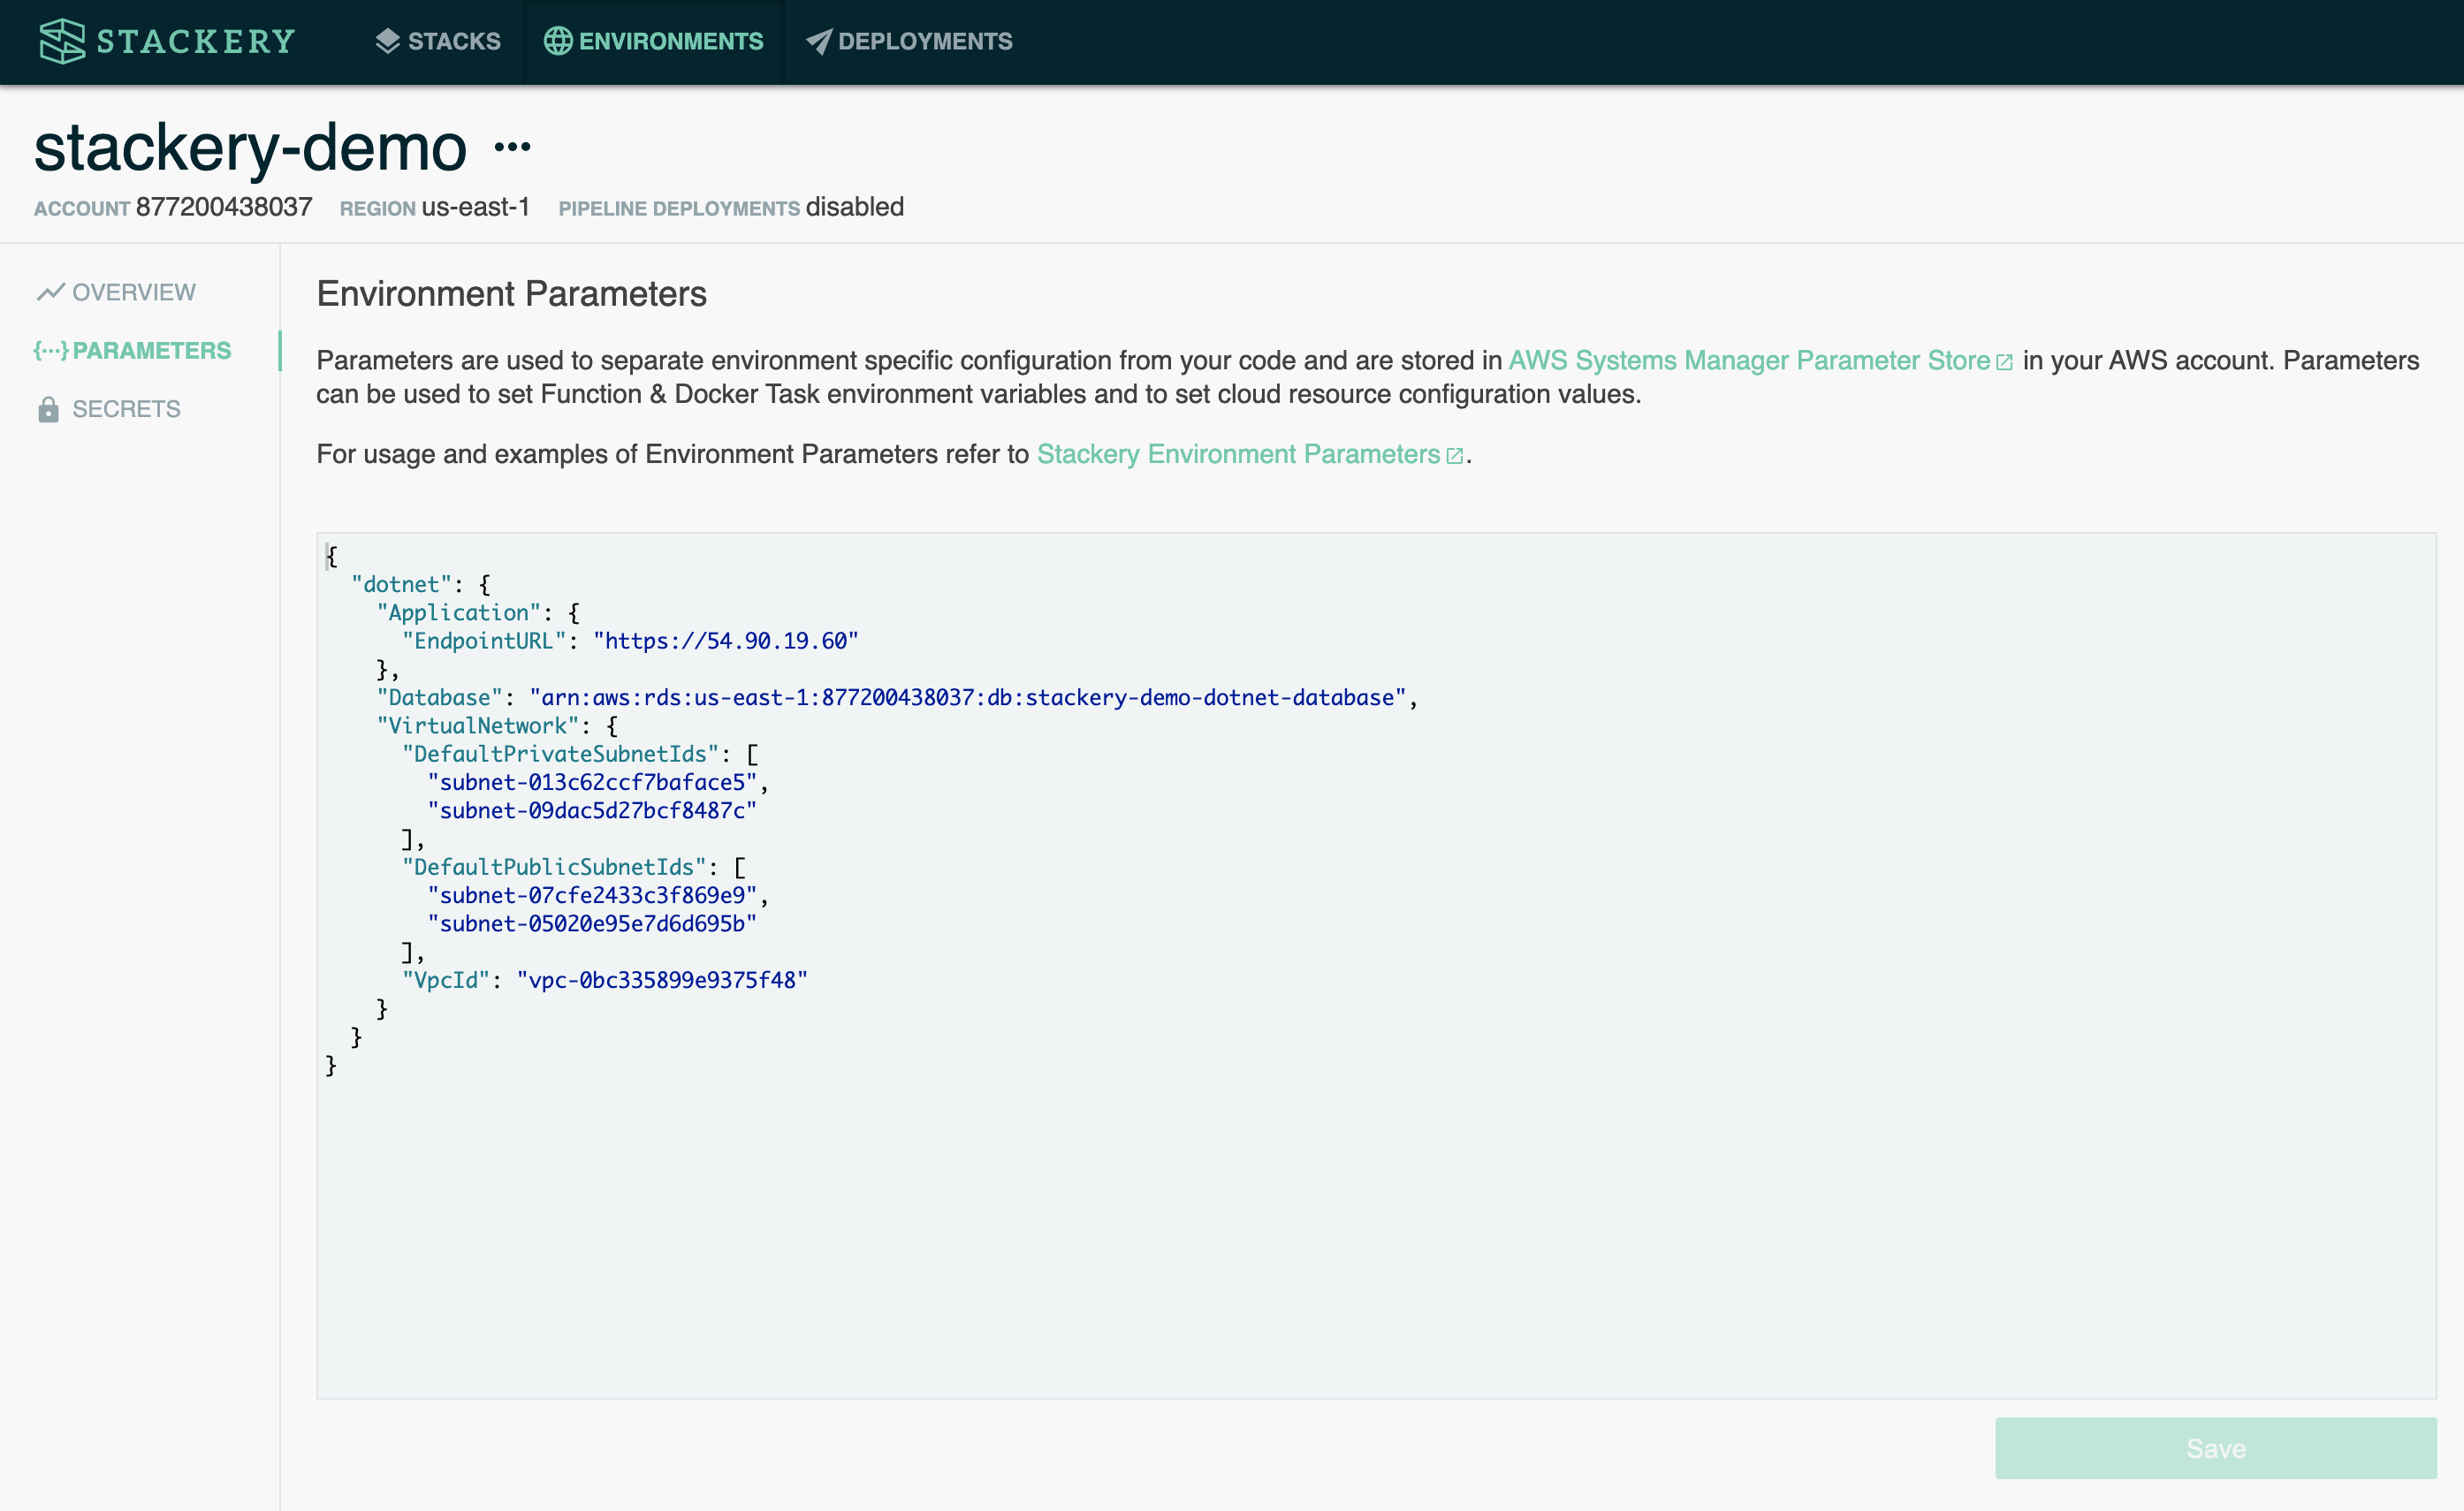 STACKERY STACKS ENVIRONMENTS DEPLOYMENTS
stackery-demo ...
ACCOUNT 877200438037 REGION us-east-1 PIPELINE DEPLOYMENTS disabled
OVERVIEW
{...} PARAMETERS
SECRETS
Environment Parameters
Parameters are used to separate environment specific configuration from your code and are stored in AWS Systems Manager Parameter Store in your AWS account. Parameters
can be used to set Function & Docker Task environment variables and to set cloud resource configuration values.
For usage and examples of Environment Parameters refer to Stackery Environment Parameters.
{
  "dotnet": {
    "Application": {
      "EndpointURL": "https://54.90.19.60"
    },
    "Database": "arn:aws:rds:us-east-1:877200438037:db:stackery-demo-dotnet-database",
    "VirtualNetwork": {
      "DefaultPrivateSubnetIds": [
        "subnet-013c62ccf7baface5",
        "subnet-09dac5d27bcf8487c"
      ],
      "DefaultPublicSubnetIds": [
        "subnet-07cfe2433c3f869e9",
        "subnet-05020e95e7d6d695b"
      ],
      "VpcId": "vpc-0bc335899e9375f48"
    }
  }
}
Save